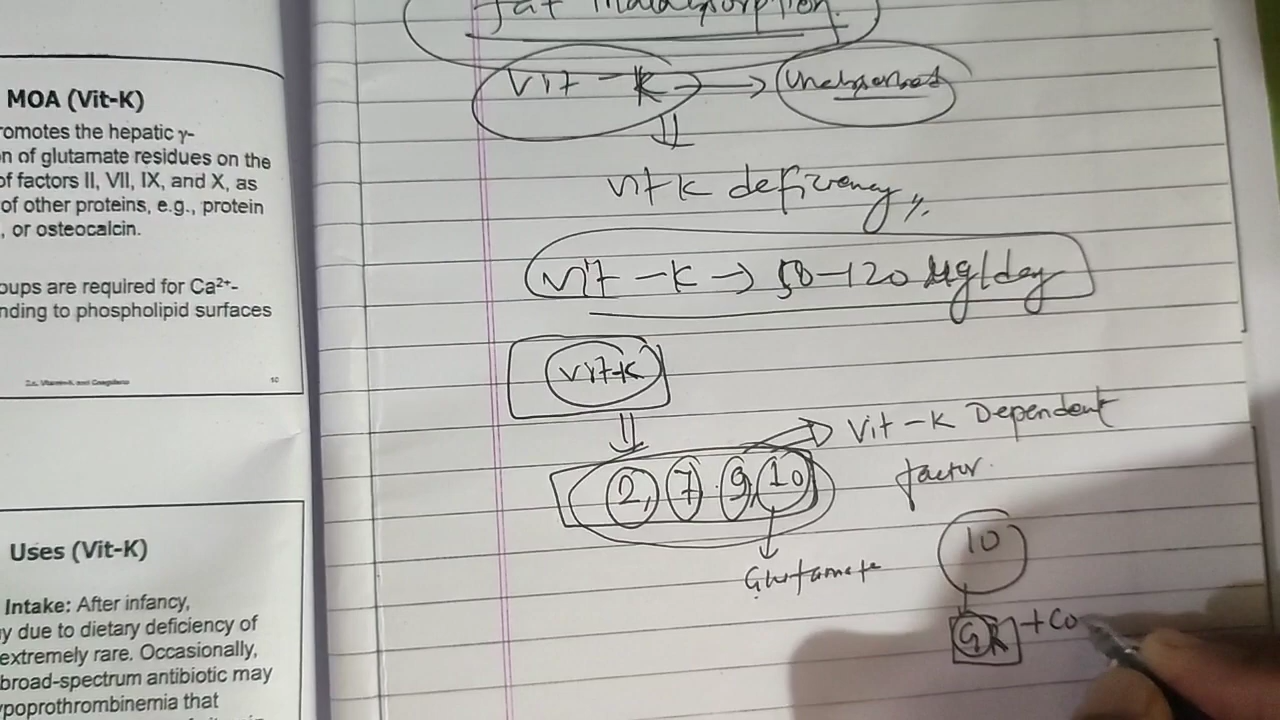 MOA (Vit-K)
romotes the hepatic γ-
n of glutamate residues on the
of factors II, VII, IX, and X, as
of other proteins, e.g., protein
, or osteocalcin.
oups are required for Ca²⁺-
nding to phospholipid surfaces
10
Uses (Vit-K)
Intake: After infancy,
y due to dietary deficiency of
extremely rare. Occasionally,
broad-spectrum antibiotic may
ypoprothrombinemia that
fat malabsorption.
Vit-K → Unabsorbed
⇓
Vit K deficiency
Vit-K → 50-120 μg/day
Vit-K
⇓
2, 7 9, 10 ⇒ Vit-K Dependent
factor.
Glutamate
10
+ Co